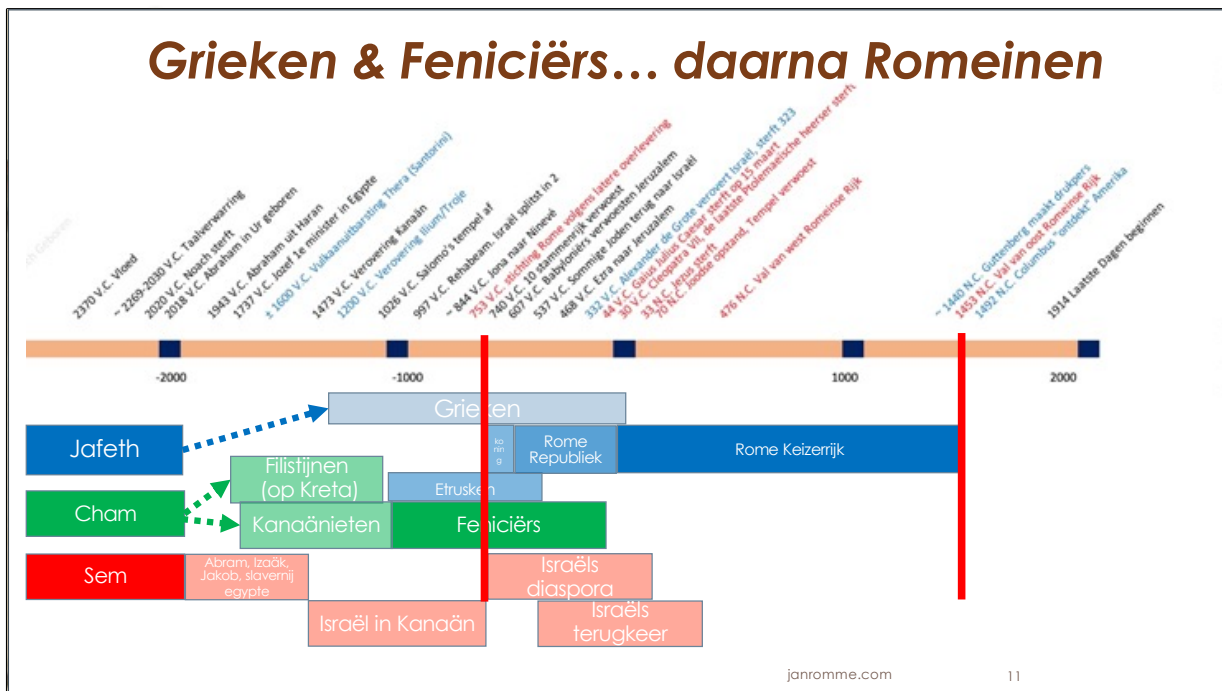 Grieken & Feniciërs... daarna Romeinen
2370 V.C. Vloed
~ 2269-2030 V.C. Taalverwarring
2020 V.C. Noach sterft
2018 V.C. Abraham in Ur geboren
1943 V.C. Abraham uit Haran
1737 V.C. Jozef 1e minister in Egypte
± 1600 V.C. Vulkaanuitbarsting Thera (Santorini)
1473 V.C. Verovering Kanaän
1200 V.C. Verovering Ilium/Troje
1026 V.C. Salomo's tempel af
997 V.C. Rehabeam. Israël splitst in 2
~ 844 V.C. Jona naar Ninevé
753 V.C. stichting Rome volgens latere overlevering
740 V.C. 10 stammenrijk verwoest
607 V.C. Babyloniërs verwoesten Jeruzalem
537 V.C. Sommige Joden terug naar Israël
468 V.C. Ezra naar Jeruzalem
332 V.C. Alexander de Grote verovert Israël, sterft 323
44 V.C. Gaius Julius Caesar sterft op 15 maart
30 V.C. Cleopatra VII, de laatste Ptolemaeische heerser sterft
33 N.C. Jezus sterft
70 N.C. Joodse opstand, Tempel verwoest
476 N.C. Val van west Romeinse Rijk
~ 1440 N.C. Guttenberg maakt drukpers
1453 N.C. Val van oost Romeinse Rijk
1492 N.C. Columbus "ontdekt" Amerika
1914 Laatste Dagen beginnen
-2000
-1000
1000
2000
Grieken
Jafeth
ko
nin
g
Rome
Republiek
Rome Keizerrijk
Filistijnen
(op Kreta)
Etrusken
Cham
Kanaänieten
Feniciërs
Sem
Abram, Izaäk,
Jakob, slavernij
egypte
Israëls
diaspora
Israël in Kanaän
Israëls
terugkeer
janromme.com
11